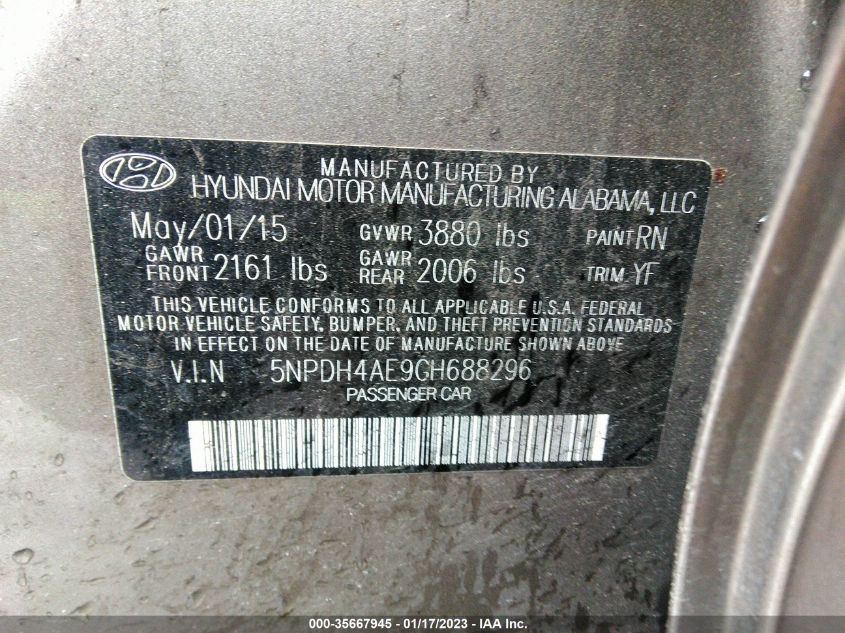 MANUFACTURED BY
HYUNDAI MOTOR MANUFACTURING ALABAMA, LLC
May/01/15 GVWR 3880 lbs PAINT RN
GAWR FRONT 2161 lbs GAWR REAR 2006 lbs TRIM YF
THIS VEHICLE CONFORMS TO ALL APPLICABLE U.S.A. FEDERAL
MOTOR VEHICLE SAFETY, BUMPER, AND THEFT PREVENTION STANDARDS
IN EFFECT ON THE DATE OF MANUFACTURE SHOWN ABOVE
V.I.N 5NPDH4AE9GH688296
PASSENGER CAR
000-35667945 - 01/17/2023 - IAA Inc.